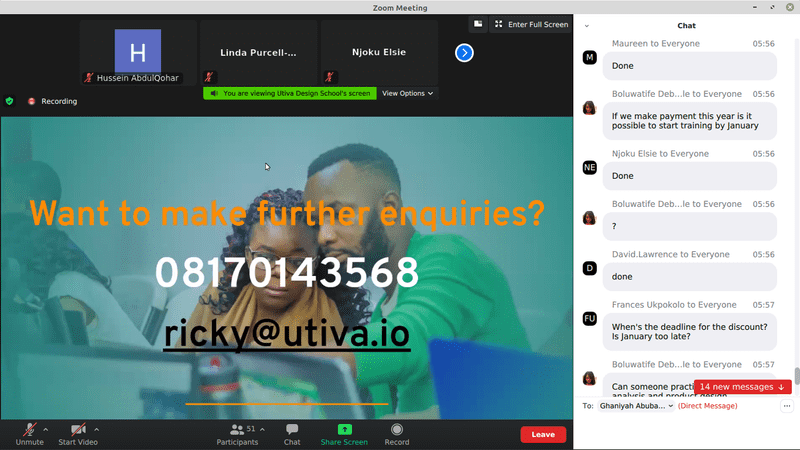 Zoom Meeting
H
Hussein AbdulQohar
Linda Purcell-...
Njoku Elsie
Enter Full Screen
Recording
You are viewing Utiva Design School's screen
View Options
Want to make further enquiries?
08170143568
ricky@utiva.io
Unmute
Start Video
51
Participants
Chat
Share Screen
Record
Leave
Chat
Maureen to Everyone 05:56
M
Done
Boluwatife Deb...le to Everyone 05:56
If we make payment this year is it
possible to start training by January
Njoku Elsie to Everyone 05:56
NE
Done
Boluwatife Deb...le to Everyone 05:56
?
David.Lawrence to Everyone 05:56
D
done
Frances Ukpokolo to Everyone 05:57
FU
When's the deadline for the discount?
Is January too late?
Boluwatife Deb...le to Everyone 05:57
Can someone practi
analysis and product design
14 new messages
To: Ghaniyah Abuba... (Direct Message)